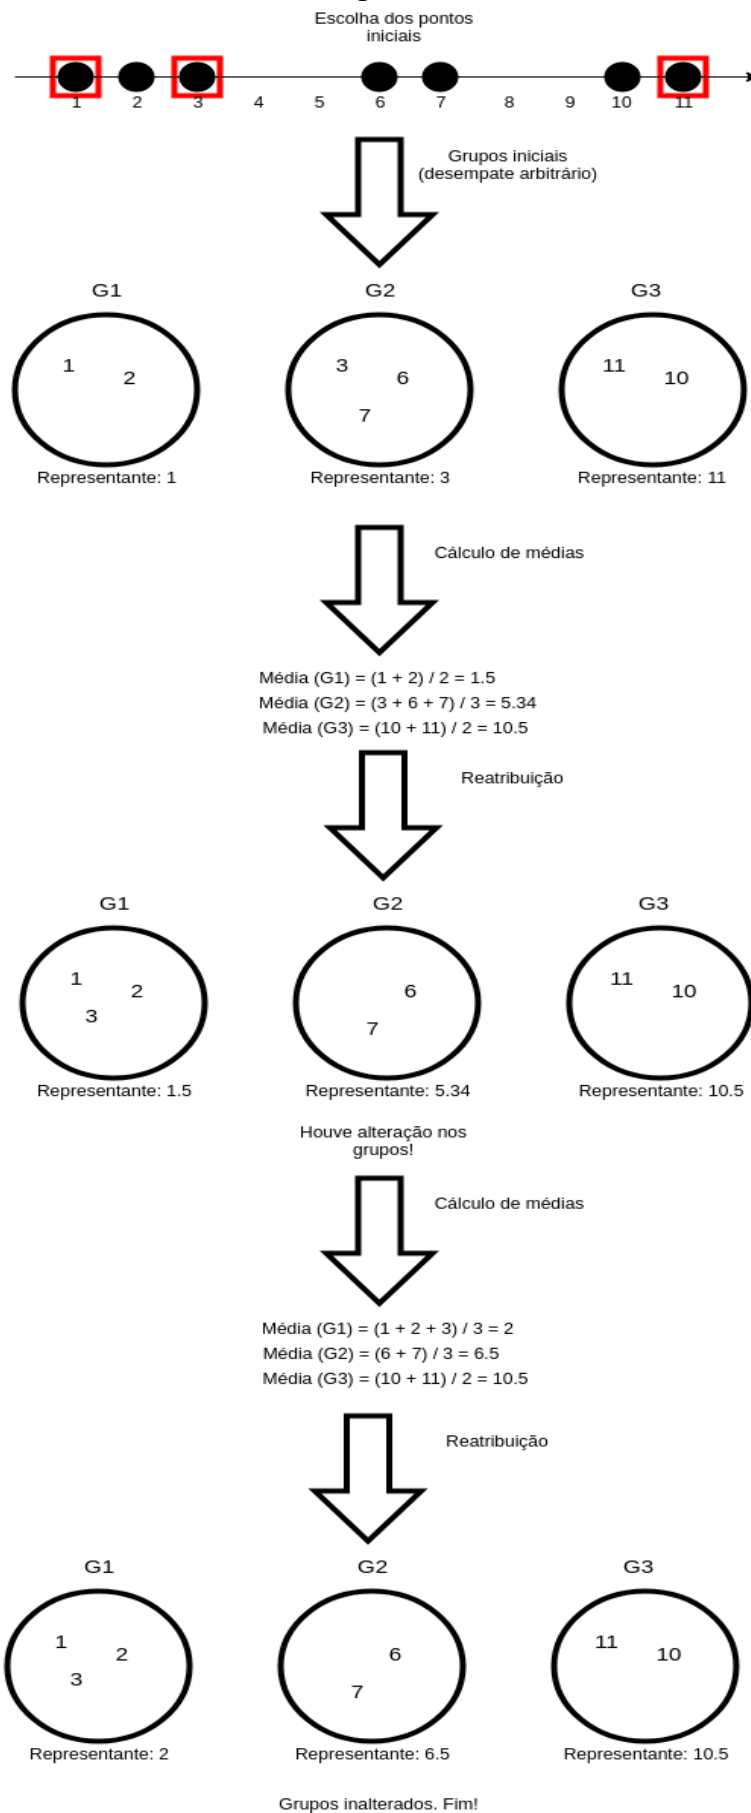 Escolha dos pontos
iniciais
1 2 3 4 5 6 7 8 9 10 11
Grupos iniciais
(desempate arbitrário)
G1 G2 G3
1 2
3 6
7
11 10
Representante: 1
Representante: 3
Representante: 11
Cálculo de médias
Média (G1) = (1 + 2) / 2 = 1.5
Média (G2) = (3 + 6 + 7) / 3 = 5.34
Média (G3) = (10 + 11) / 2 = 10.5
Reatribuição
G1 G2 G3
1 2
3
6
7
11 10
Representante: 1.5
Representante: 5.34
Representante: 10.5
Houve alteração nos
grupos!
Cálculo de médias
Média (G1) = (1 + 2 + 3) / 3 = 2
Média (G2) = (6 + 7) / 3 = 6.5
Média (G3) = (10 + 11) / 2 = 10.5
Reatribuição
G1 G2 G3
1 2
3
6
7
11 10
Representante: 2
Representante: 6.5
Representante: 10.5
Grupos inalterados. Fim!